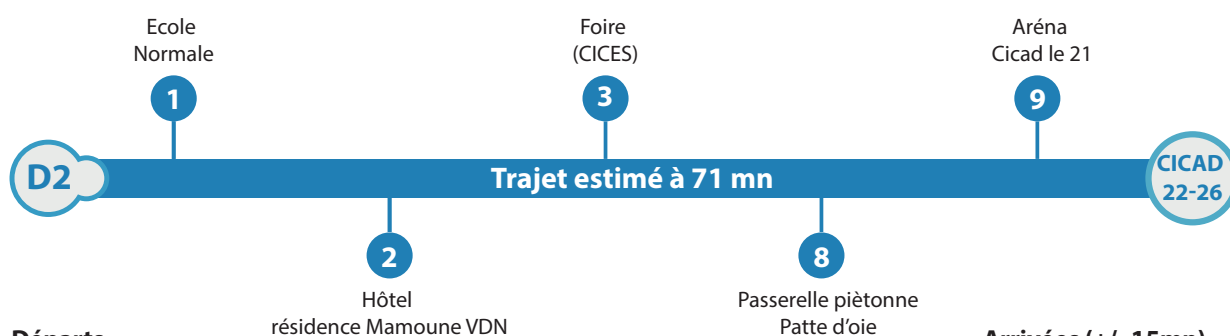 Ecole
Normale
1
Foire
(CICES)
3
Aréna
Cicad le 21
9
D2
Trajet estimé à 71 mn
CICAD
22-26
2
Hôtel
résidence Mamoune VDN
8
Passerelle piètonne
Patte d'oie